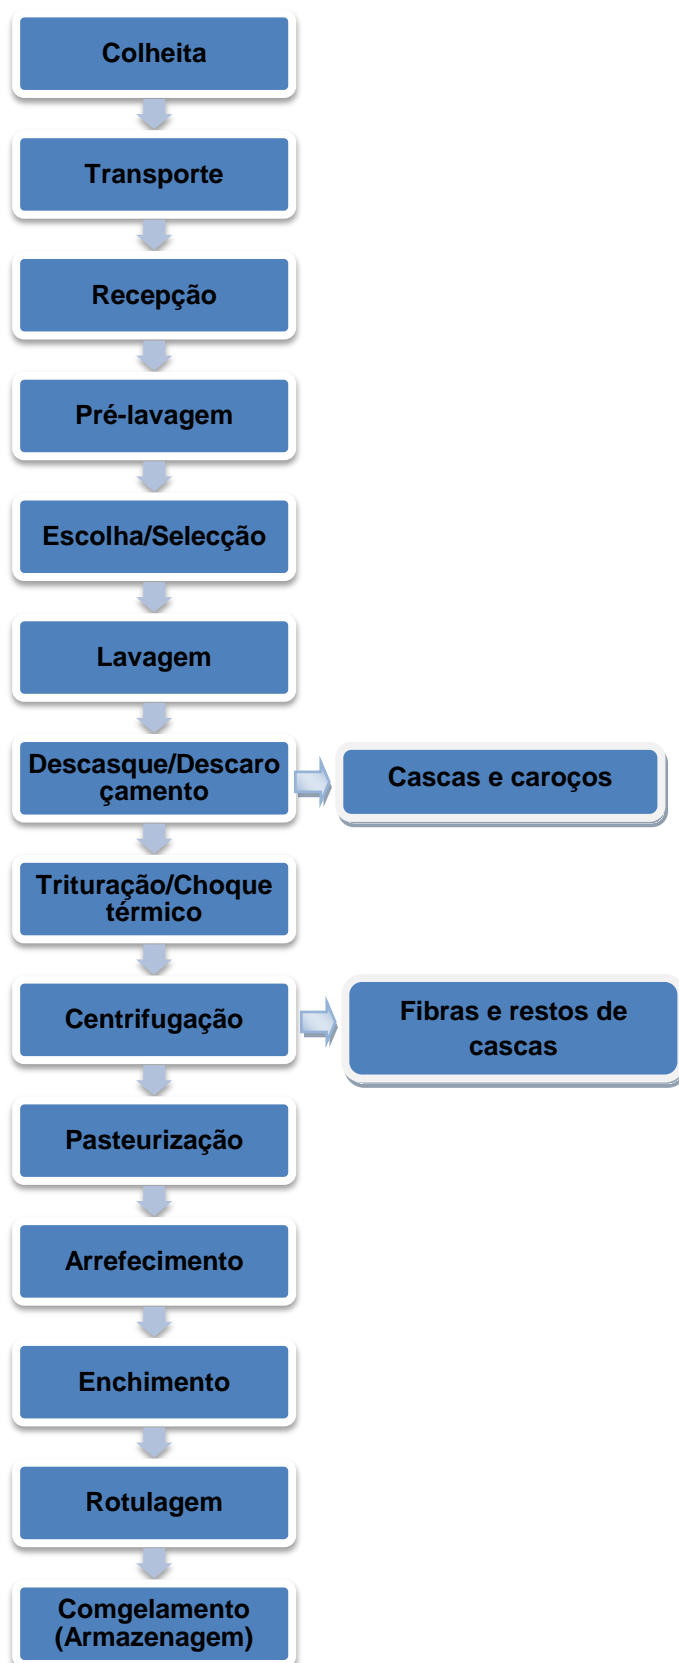 Colheita
Transporte
Recepção
Pré-lavagem
Escolha/Selecção
Lavagem
Descasque/Descaro
çamento
Cascas e caroços
Trituração/Choque
térmico
Centrifugação
Fibras e restos de
cascas
Pasteurização
Arrefecimento
Enchimento
Rotulagem
Comgelamento
(Armazenagem)